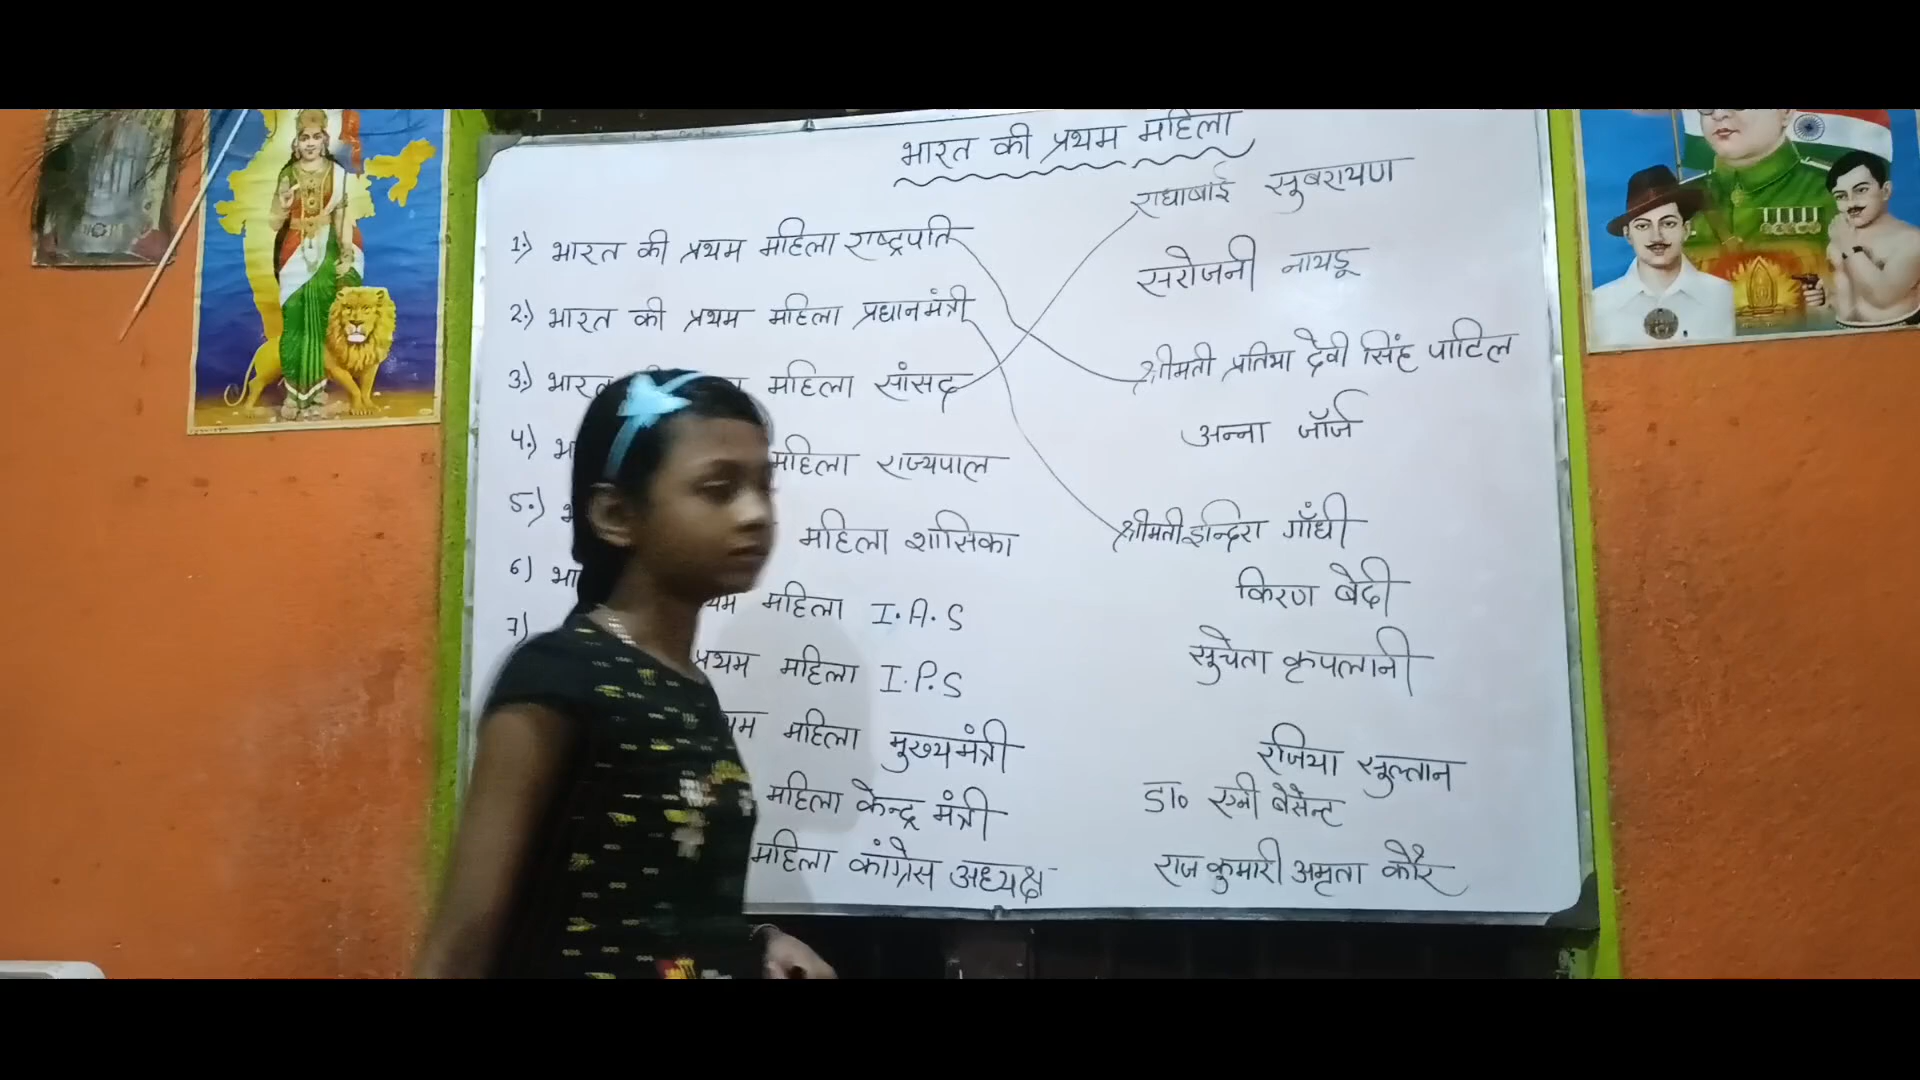 भारत की प्रथम महिला
1.) भारत की प्रथम महिला राष्ट्रपति
2.) भारत की प्रथम महिला प्रधानमंत्री
3.) भारत महिला सांसद
4.) महिला राज्यपाल
5.) महिला शासिका
6) महिला I.A.S
7) प्रथम महिला I.P.S
महिला मुख्यमंत्री
महिला केन्द्र मंत्री
महिला कांग्रेस अध्यक्ष
राधाबाई सुबरायण
सरोजनी नायडू
श्रीमती प्रतिभा देवी सिंह पाटिल
अन्ना जॉर्ज
श्रीमती इन्दिरा गाँधी
किरण बेदी
सुचेता कृपलानी
रजिया सुल्तान
डा० एनी बेसेन्ट
राज कुमारी अमृता कौर